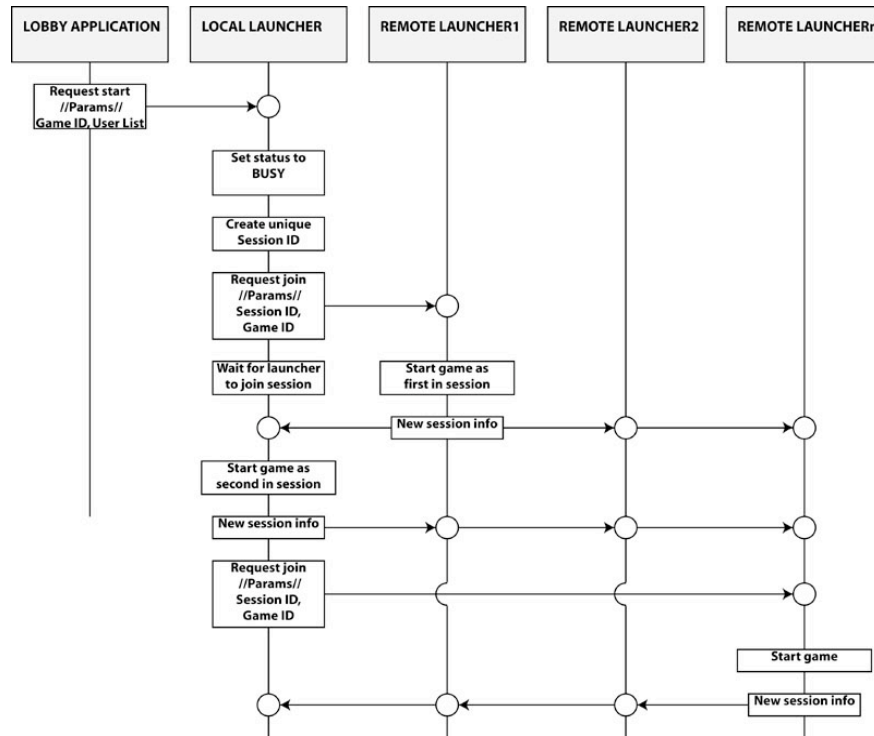 LOBBY APPLICATION
LOCAL LAUNCHER
REMOTE LAUNCHER1
REMOTE LAUNCHER2
REMOTE LAUNCHERn
Request start
//Params//
Game ID, User List
Set status to
BUSY
Create unique
Session ID
Request join
//Params//
Session ID,
Game ID
Wait for launcher
to join session
Start game as
first in session
New session info
Start game as
second in session
New session info
Request join
//Params//
Session ID,
Game ID
Start game
New session info